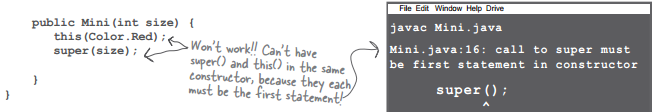 public Mini(int size) {
this(Color.Red);
super(size);
}
}
Won't work!! Can't have
super() and this() in the same
constructor, because they each
must be the first statement!
File Edit Window Help Drive
javac Mini.java
Mini.java:16: call to super must
be first statement in constructor
super();
^